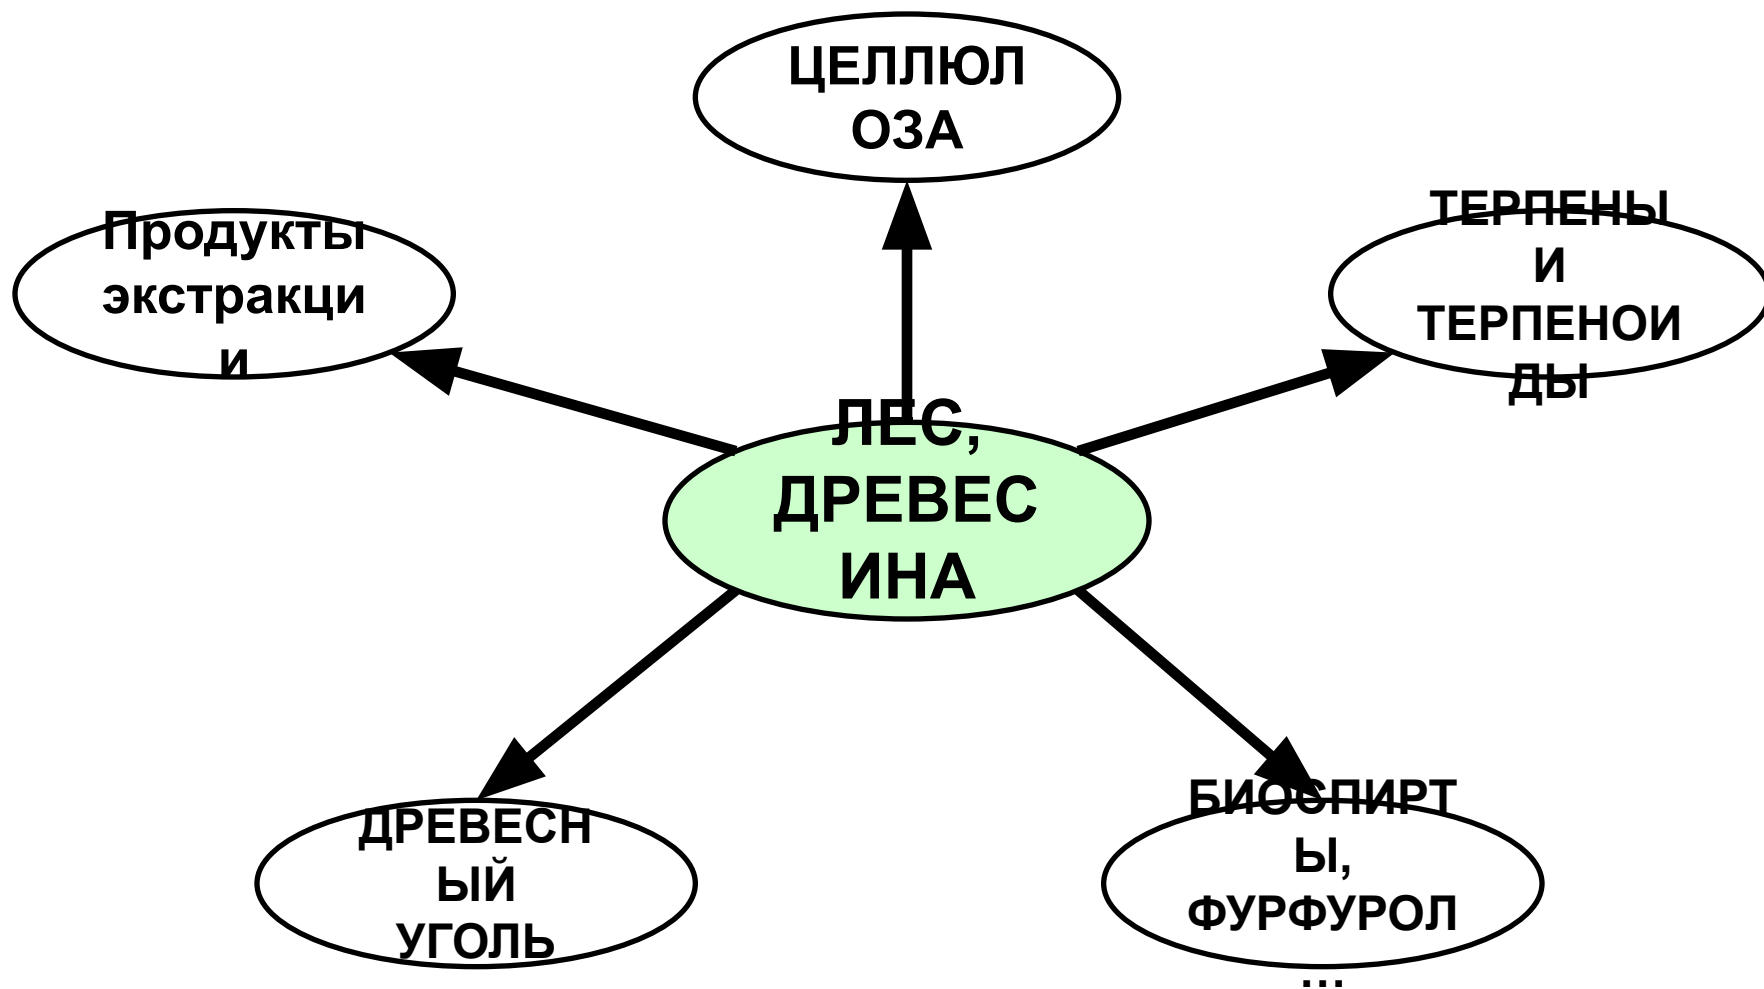 ЦЕЛЛЮЛ
ОЗА
Продукты
экстракци
и
ТЕРПЕНЫ
И
ТЕРПЕНОИ
ДЫ
ЛЕС,
ДРЕВЕС
ИНА
ДРЕВЕСН
ЫЙ
УГОЛЬ
БИОСПИРТ
Ы,
ФУРФУРОЛ